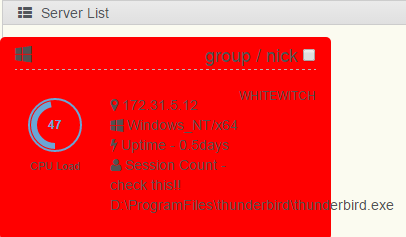 Server List
group / nick
WHITE WITCH
47
CPU Load
172.31.5.12
Windows_NT/x64
Uptime - 0.5days
Session Count -
check this!!
D:\ProgramFiles\thunderbird\thunderbird.exe